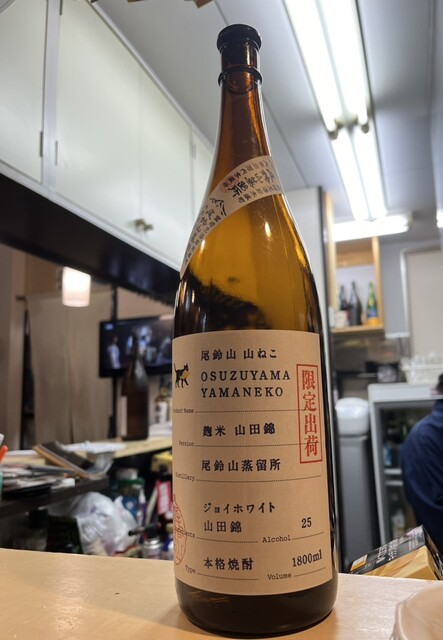 尾鈴山 山ねこ
OSUZUYAMA
YAMANEKO
限定出荷
Product Name
麹米 山田錦
Version
尾鈴山蒸留所
Distillery
ジョイホワイト
山田錦
25
Alcohol
本格焼酎
1800ml
Type
Volume